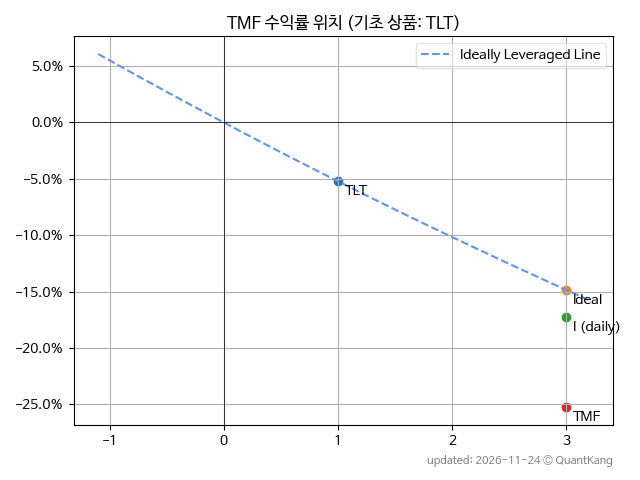 TMF 수익률 위치 (기초 상품: TLT)
Ideally Leveraged Line
5.0%
0.0%
−5.0%
−10.0%
−15.0%
−20.0%
−25.0%
TLT
Ideal
I (daily)
TMF
−1
0
1
2
3
updated: 2026-11-24 © QuantKang